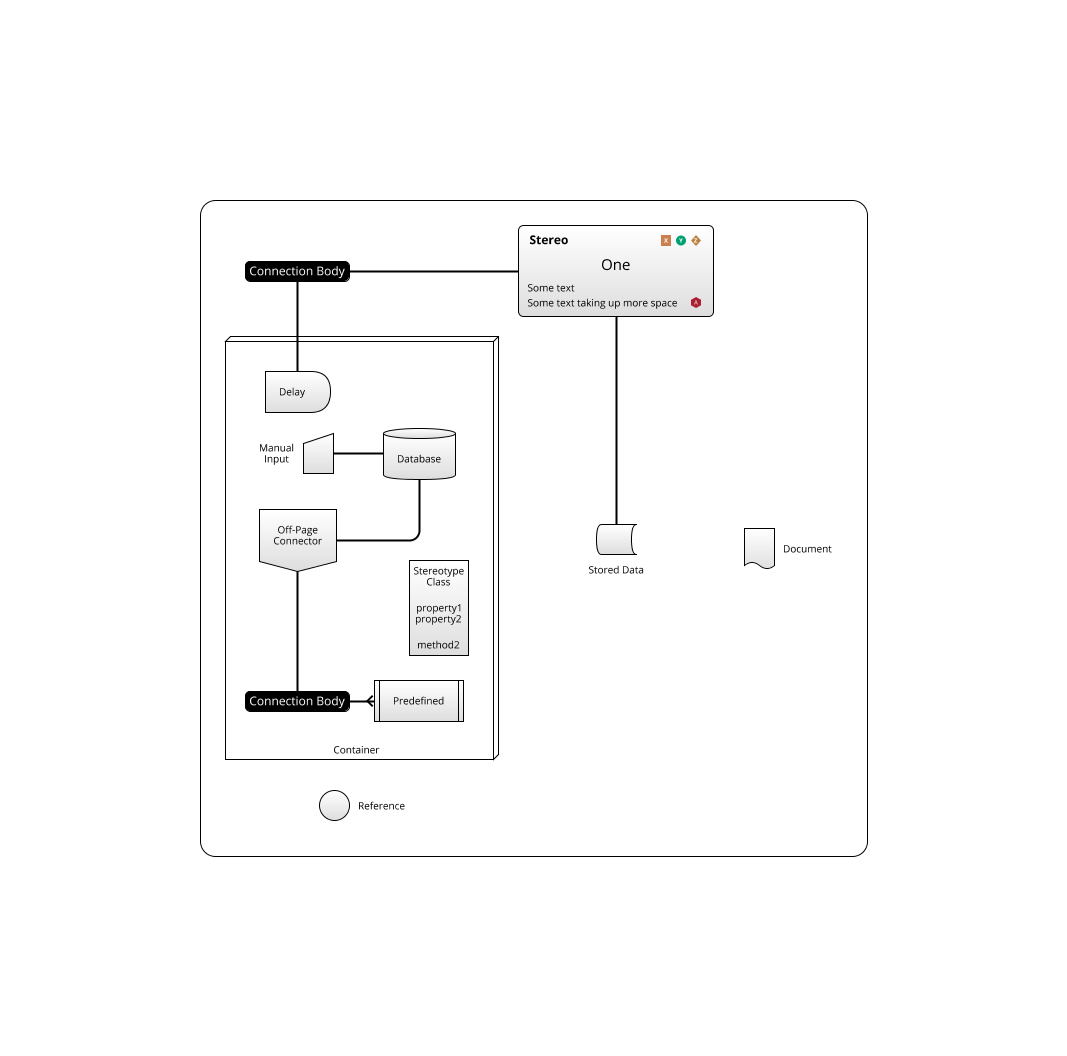 Stereo
X Y Z
One
Some text
Some text taking up more space
A
Connection Body
Delay
Manual
Input
Database
Off-Page
Connector
Stereotype
Class
property1
property2
method2
Connection Body
Predefined
Container
Reference
Stored Data
Document